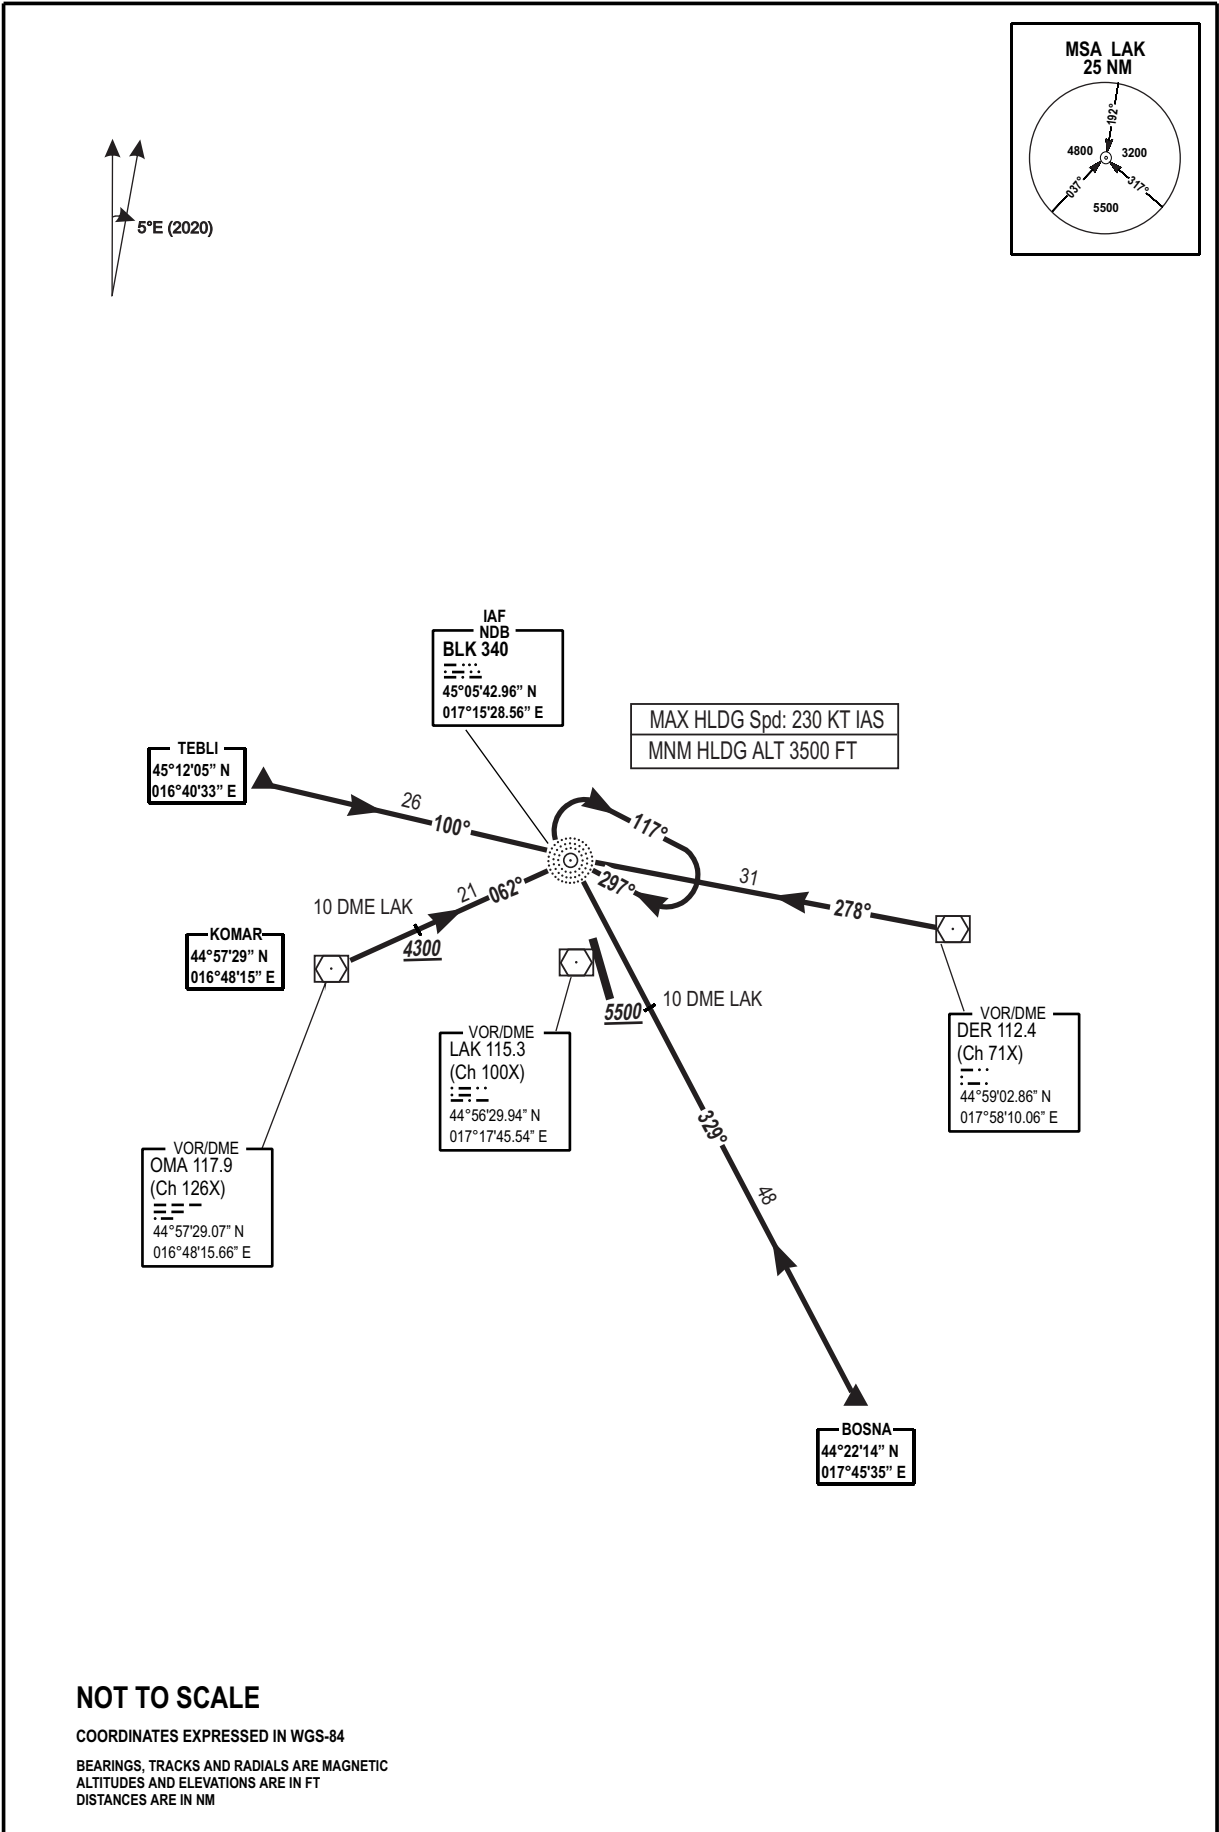 MSA LAK
25 NM
192°
4800
3200
037°
317°
5500
5°E (2020)
IAF
NDB
BLK 340
45°05'42.96” N
017°15'28.56” E
MAX HLDG Spd: 230 KT IAS
MNM HLDG ALT 3500 FT
TEBLI
45°12'05” N
016°40'33” E
26
100°
117°
297°
31
278°
21
062°
10 DME LAK
4300
KOMAR
44°57'29” N
016°48'15” E
5500
10 DME LAK
VOR/DME
LAK 115.3
(Ch 100X)
44°56'29.94” N
017°17'45.54” E
VOR/DME
DER 112.4
(Ch 71X)
44°59'02.86” N
017°58'10.06” E
329°
VOR/DME
OMA 117.9
(Ch 126X)
44°57'29.07” N
016°48'15.66” E
48
BOSNA
44°22'14” N
017°45'35” E
NOT TO SCALE
COORDINATES EXPRESSED IN WGS-84
BEARINGS, TRACKS AND RADIALS ARE MAGNETIC
ALTITUDES AND ELEVATIONS ARE IN FT
DISTANCES ARE IN NM